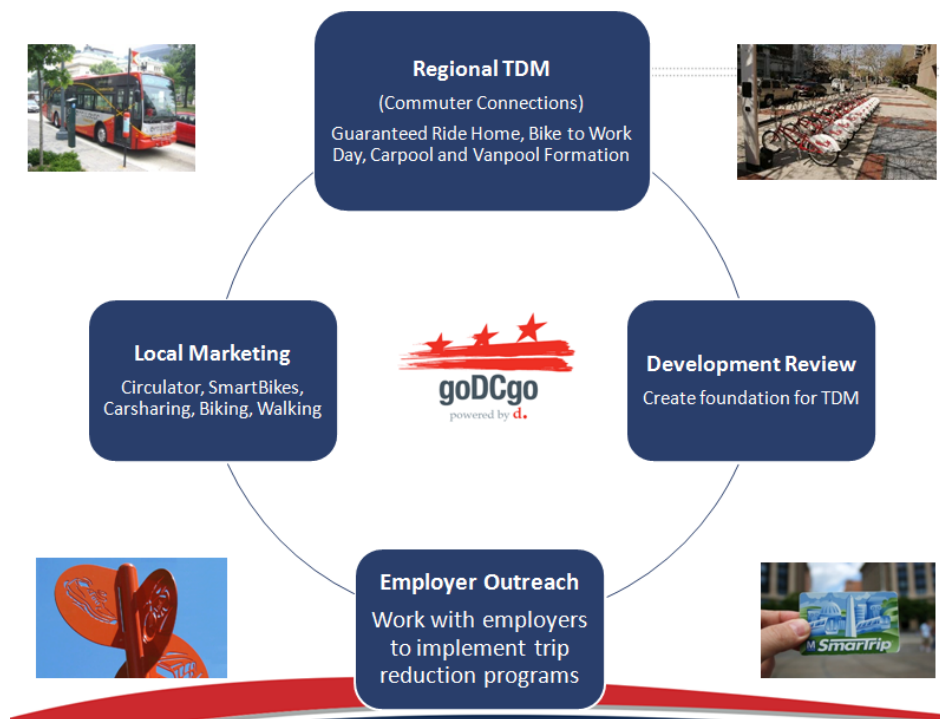 Regional TDM
(Commuter Connections)
Guaranteed Ride Home, Bike to Work
Day, Carpool and Vanpool Formation
Local Marketing
Circulator, SmartBikes,
Carsharing, Biking, Walking
goDCgo
powered by d.
Development Review
Create foundation for TDM
Employer Outreach
Work with employers
to implement trip
reduction programs
M SmarTrip